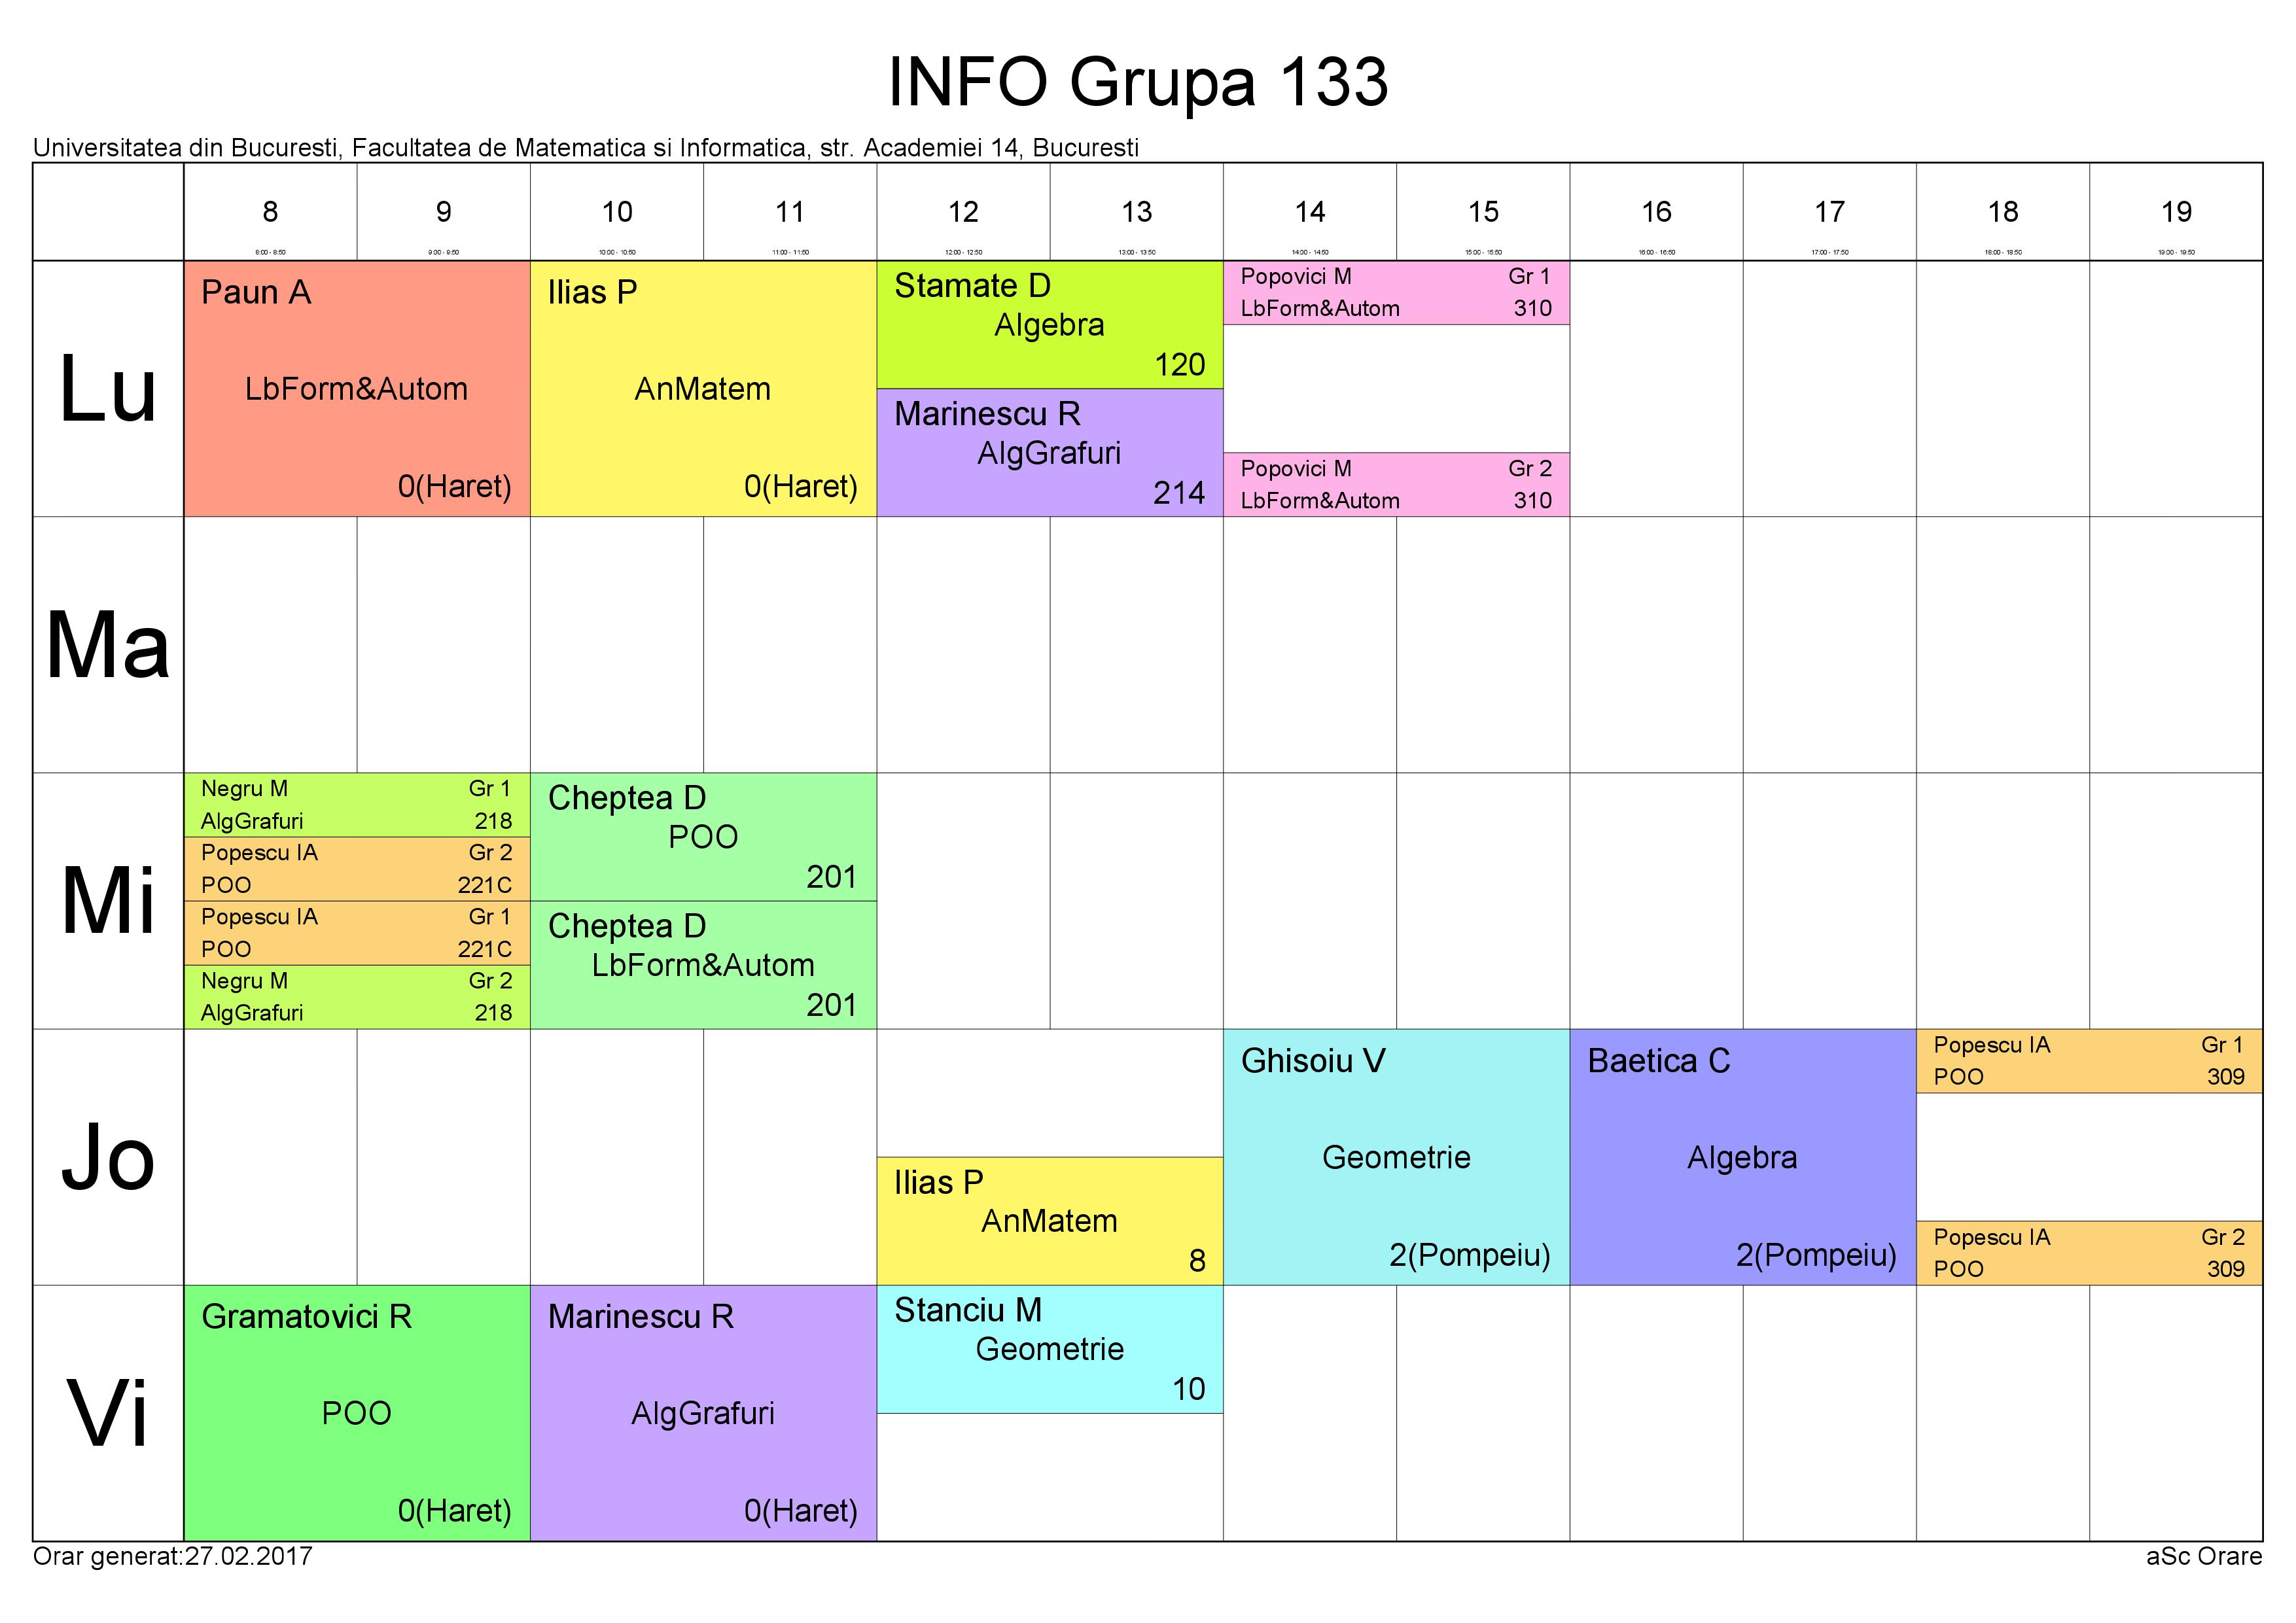 INFO Grupa 133
Universitatea din Bucuresti, Facultatea de Matematica si Informatica, str. Academiei 14, Bucuresti
8 9 10 11 12 13 14 15 16 17 18 19
8:00 - 8:50 9:00 - 9:50 10:00 - 10:50 11:00 - 11:50 12:00 - 12:50 13:00 - 13:50 14:00 - 14:50 15:00 - 15:50 16:00 - 16:50 17:00 - 17:50 18:00 - 18:50 19:00 - 19:50
Lu
Paun A
LbForm&Autom
0(Haret)
Ilias P
AnMatem
0(Haret)
Stamate D
Algebra
120
Marinescu R
AlgGrafuri
214
Popovici M Gr 1
LbForm&Autom 310
Popovici M Gr 2
LbForm&Autom 310
Ma
Mi
Negru M Gr 1
AlgGrafuri 218
Popescu IA Gr 2
POO 221C
Popescu IA Gr 1
POO 221C
Negru M Gr 2
AlgGrafuri 218
Cheptea D
POO
201
Cheptea D
LbForm&Autom
201
Jo
Ilias P
AnMatem
8
Ghisoiu V
Geometrie
2(Pompeiu)
Baetica C
Algebra
2(Pompeiu)
Popescu IA Gr 1
POO 309
Popescu IA Gr 2
POO 309
Vi
Gramatovici R
POO
0(Haret)
Marinescu R
AlgGrafuri
0(Haret)
Stanciu M
Geometrie
10
Orar generat:27.02.2017
aSc Orare